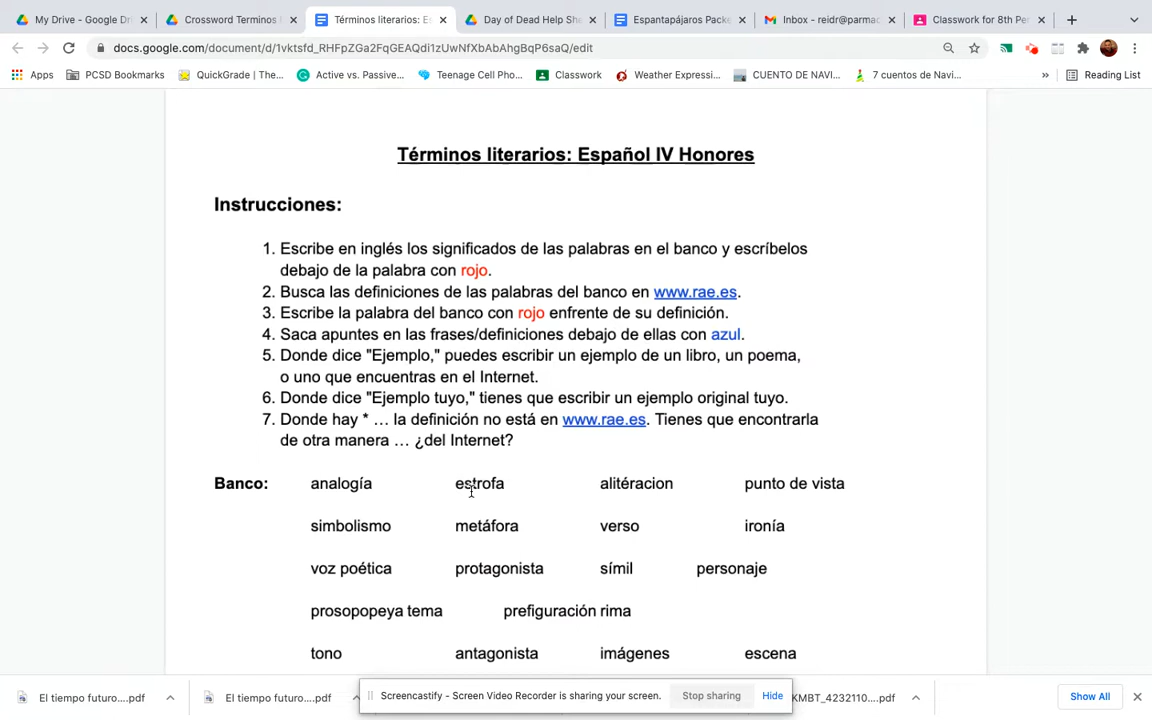 My Drive - Google Dri
Crossword Terminos l
Términos literarios: Es
Day of Dead Help She
Espantapájaros Packe
Inbox - reidr@parmac
Classwork for 8th Per
docs.google.com/document/d/1vktsfd_RHFpZGa2FqGEAQdi1zUwNfXbAbAhgBqP6saQ/edit
Apps
PCSD Bookmarks
QuickGrade | The...
Active vs. Passive...
Teenage Cell Pho...
Classwork
Weather Expressi...
CUENTO DE NAVI...
7 cuentos de Navi...
»
Reading List
Términos literarios: Español IV Honores
Instrucciones:
1. Escribe en inglés los significados de las palabras en el banco y escríbelos
debajo de la palabra con rojo.
2. Busca las definiciones de las palabras del banco en www.rae.es.
3. Escribe la palabra del banco con rojo enfrente de su definición.
4. Saca apuntes en las frases/definiciones debajo de ellas con azul.
5. Donde dice "Ejemplo," puedes escribir un ejemplo de un libro, un poema,
o uno que encuentras en el Internet.
6. Donde dice "Ejemplo tuyo," tienes que escribir un ejemplo original tuyo.
7. Donde hay * … la definición no está en www.rae.es. Tienes que encontrarla
de otra manera … ¿del Internet?
Banco: analogía estrofa alitéracion punto de vista
simbolismo metáfora verso ironía
voz poética protagonista símil personaje
prosopopeya tema prefiguración rima
tono antagonista imágenes escena
El tiempo futuro....pdf
El tiempo futuro....pdf
Screencastify - Screen Video Recorder is sharing your screen.
Stop sharing
Hide
KMBT_4232110....pdf
Show All